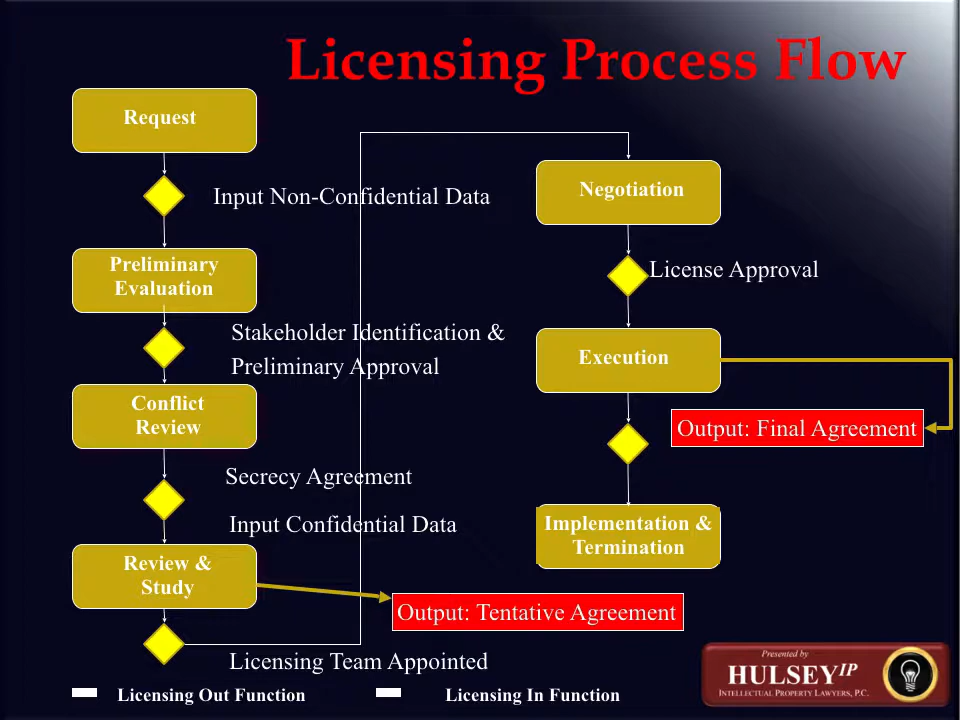 Licensing Process Flow
Request
Input Non-Confidential Data
Preliminary
Evaluation
Stakeholder Identification &
Preliminary Approval
Conflict
Review
Secrecy Agreement
Input Confidential Data
Review &
Study
Output: Tentative Agreement
Licensing Team Appointed
Negotiation
License Approval
Execution
Output: Final Agreement
Implementation &
Termination
Licensing Out Function
Licensing In Function
Presented by
HULSEY IP
INTELLECTUAL PROPERTY LAWYERS, P.C.